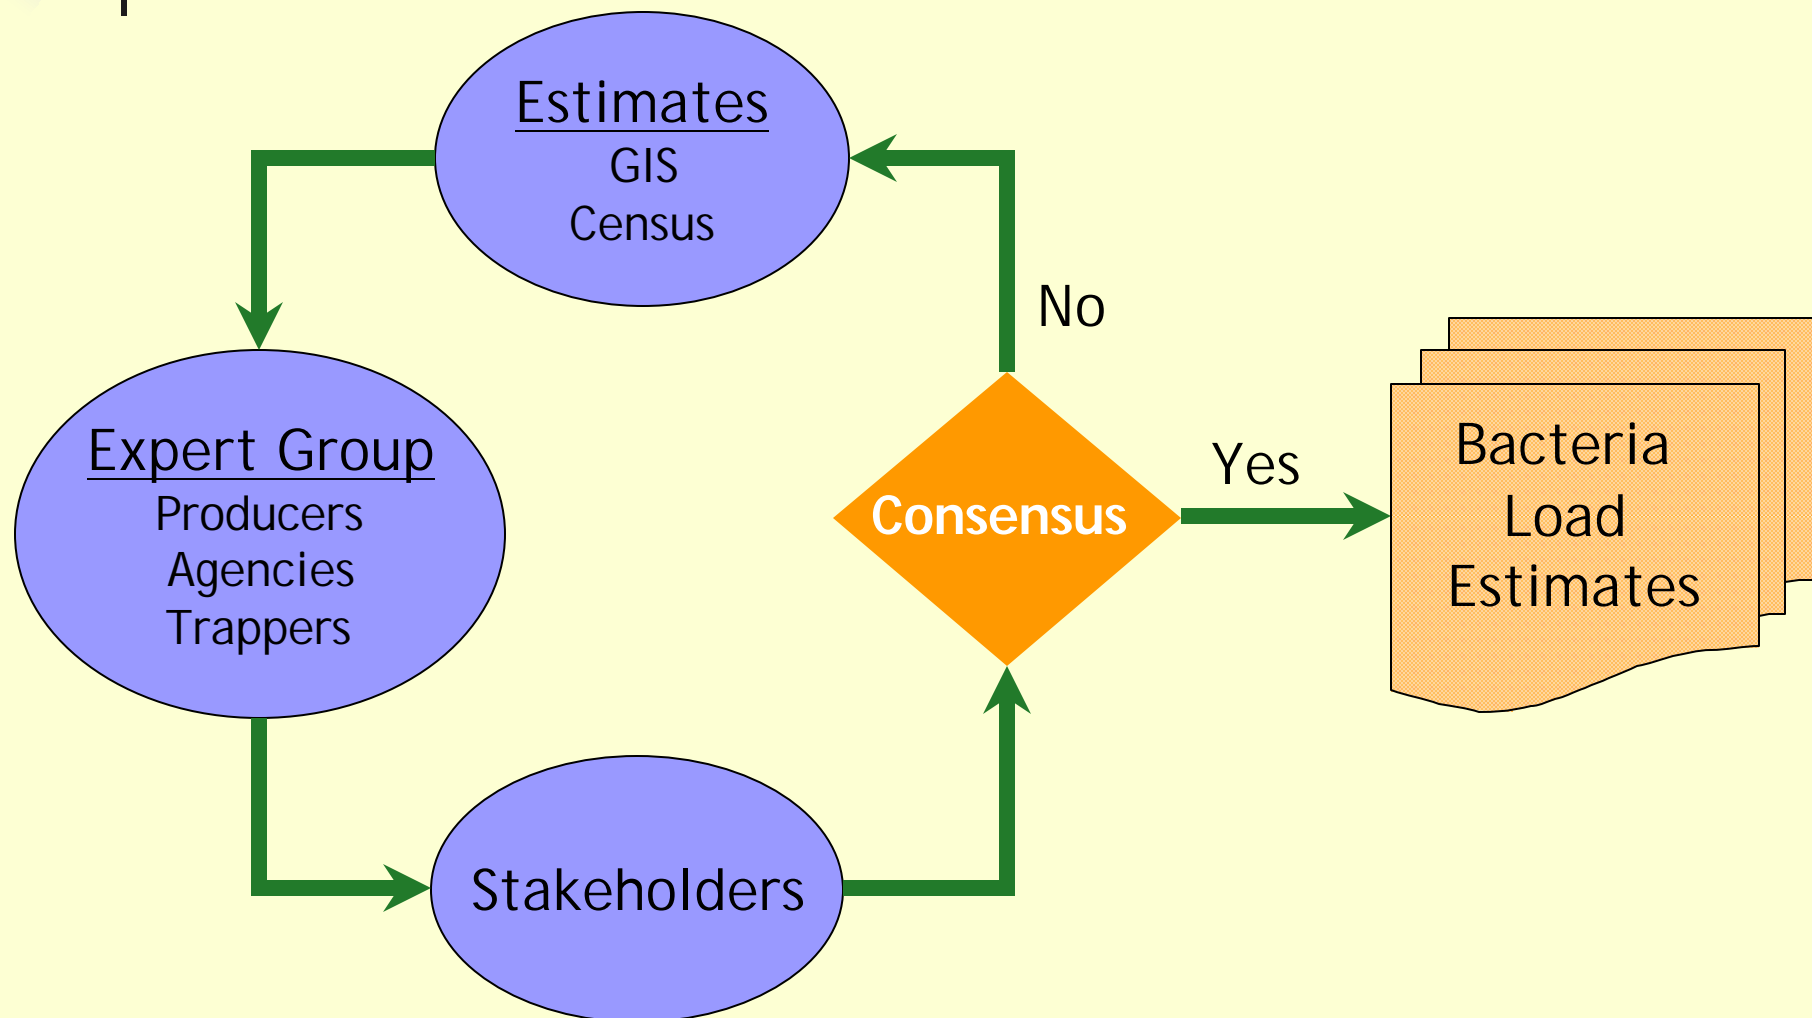 Estimates
GIS
Census
No
Expert Group
Producers
Agencies
Trappers
Consensus
Yes
Bacteria
Load
Estimates
Stakeholders